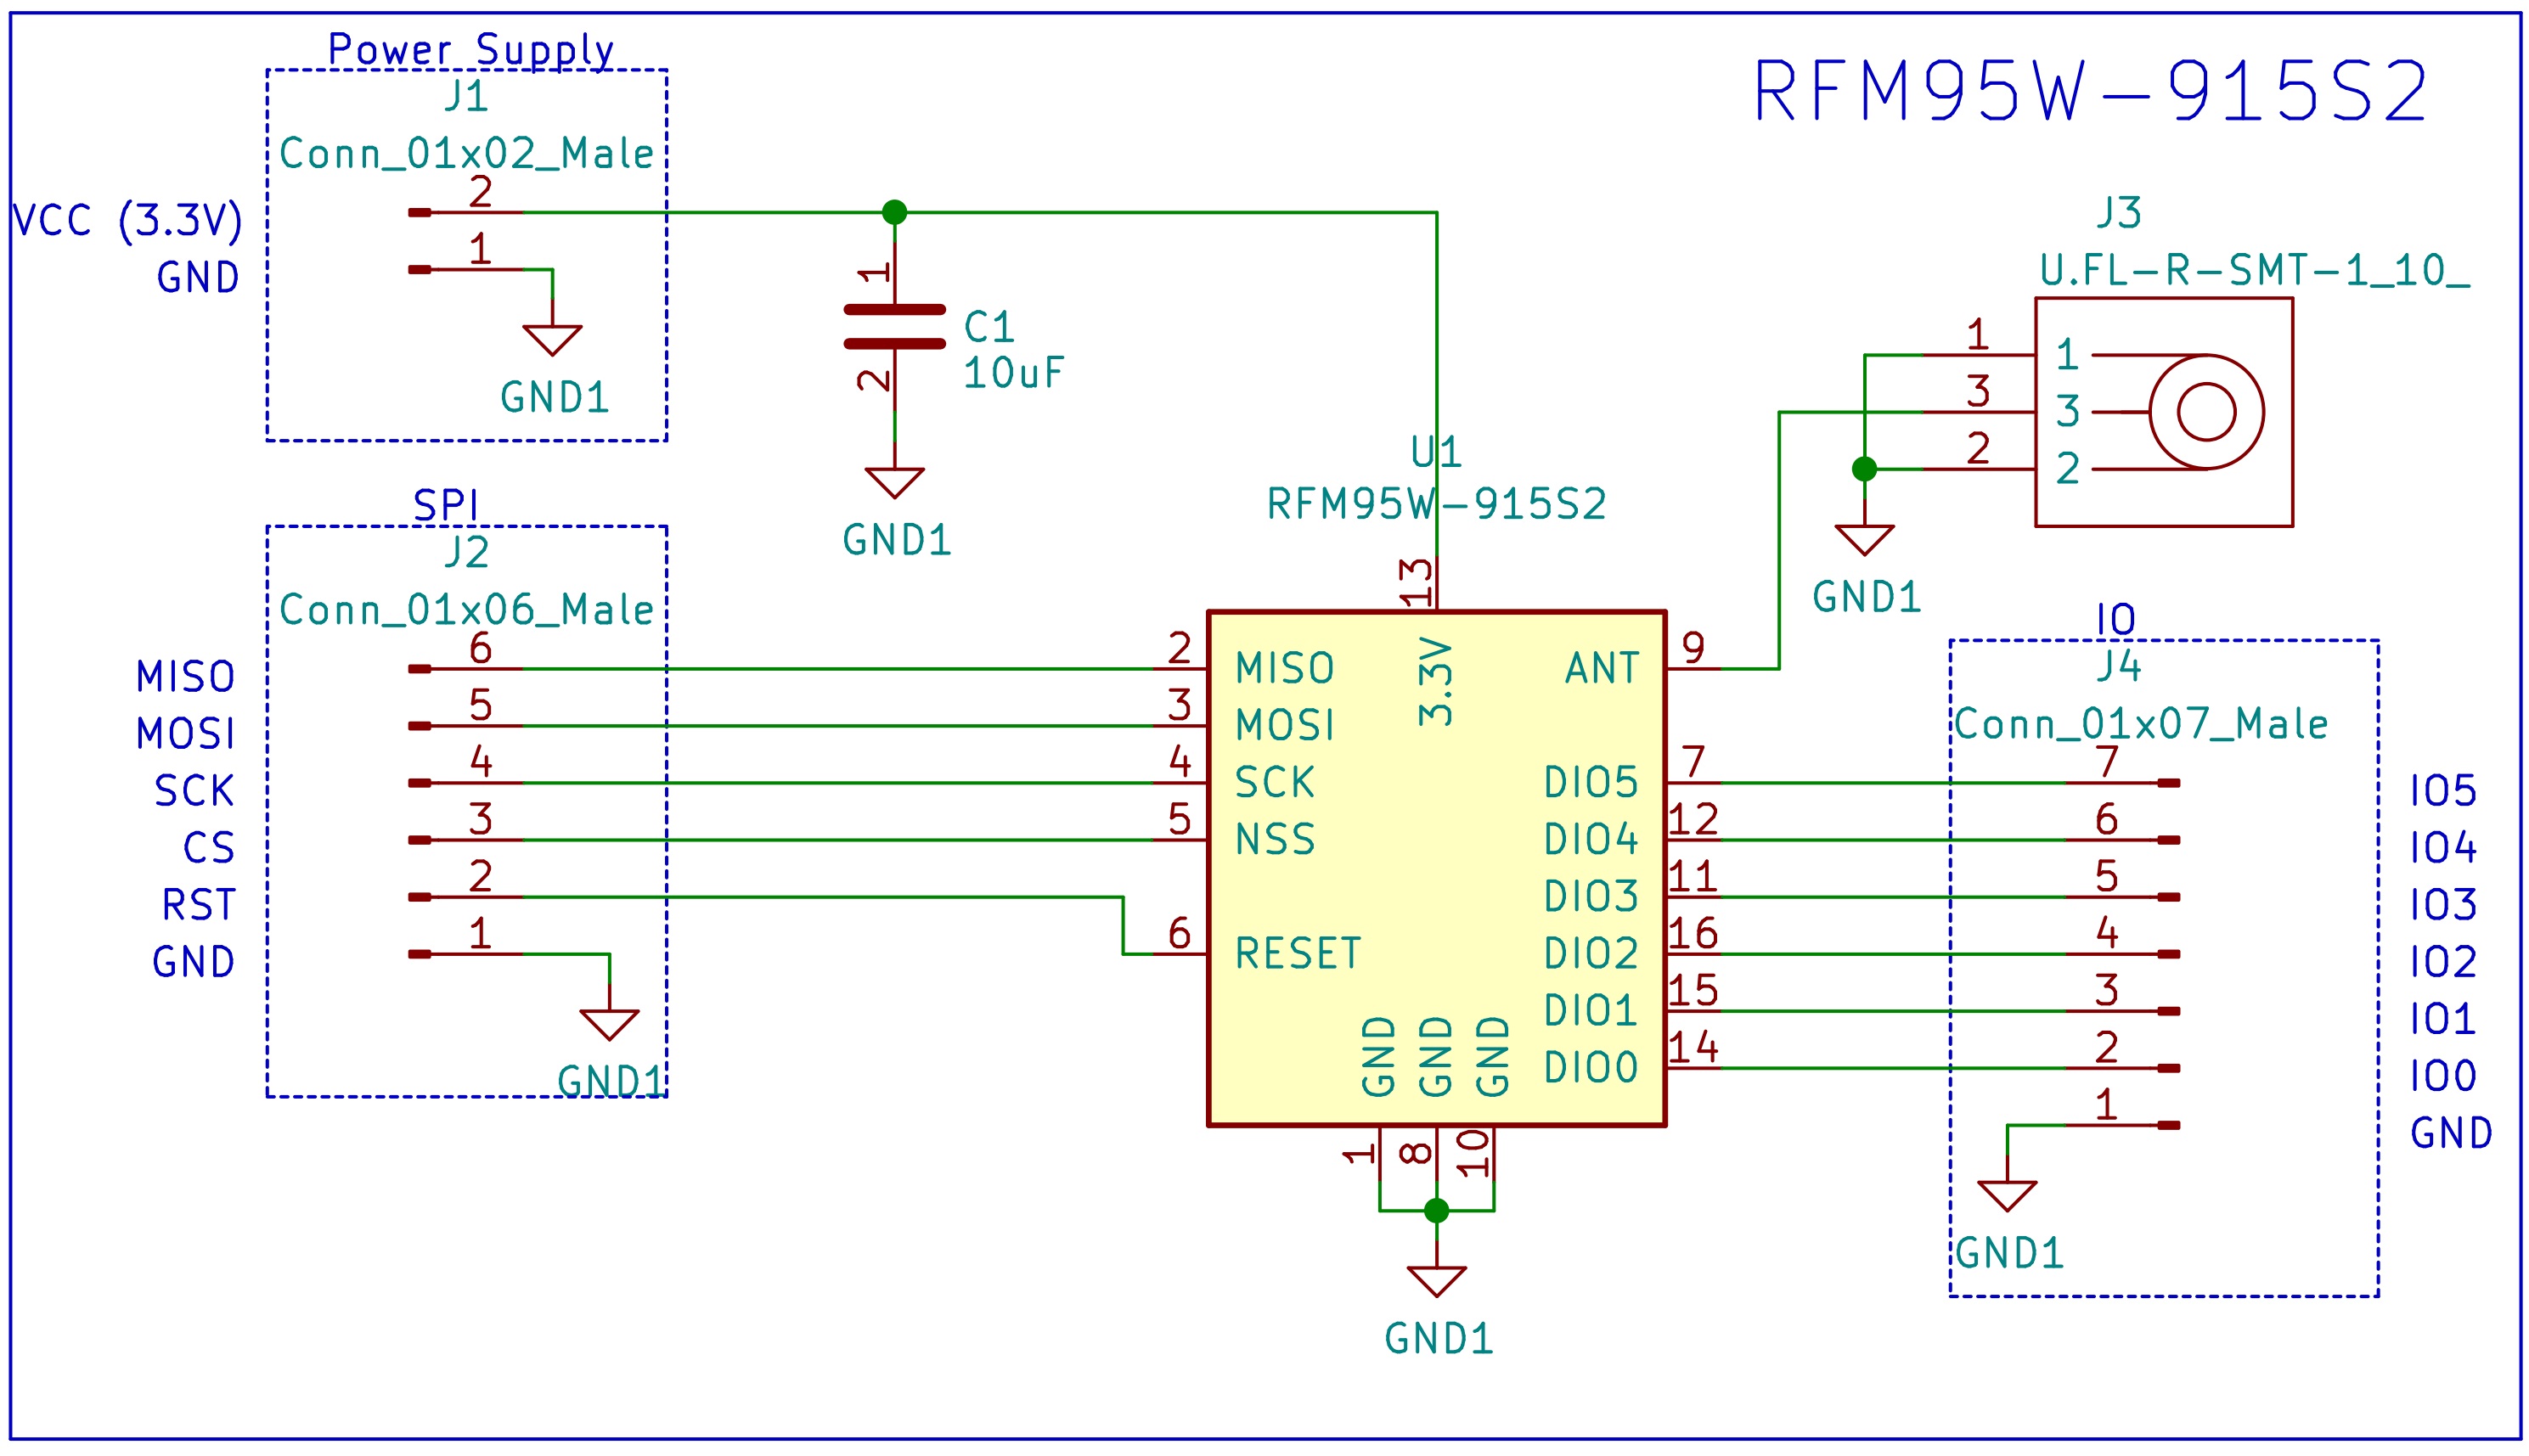 RFM95W-915S2
Power Supply
J1
Conn_01x02_Male
VCC (3.3V)
2
GND
1
GND1
1
C1
10uF
2
GND1
SPI
J2
Conn_01x06_Male
MISO
6
MOSI
5
SCK
4
CS
3
RST
2
GND
1
GND1
U1
RFM95W-915S2
13
3.3V
2 MISO
3 MOSI
4 SCK
5 NSS
6 RESET
ANT 9
DIO5 7
DIO4 12
DIO3 11
DIO2 16
DIO1 15
DIO0 14
GND GND GND
1 8 10
GND1
J3
U.FL-R-SMT-1_10_
1 1
3 3
2 2
GND1
IO
J4
Conn_01x07_Male
7 IO5
6 IO4
5 IO3
4 IO2
3 IO1
2 IO0
1 GND
GND1